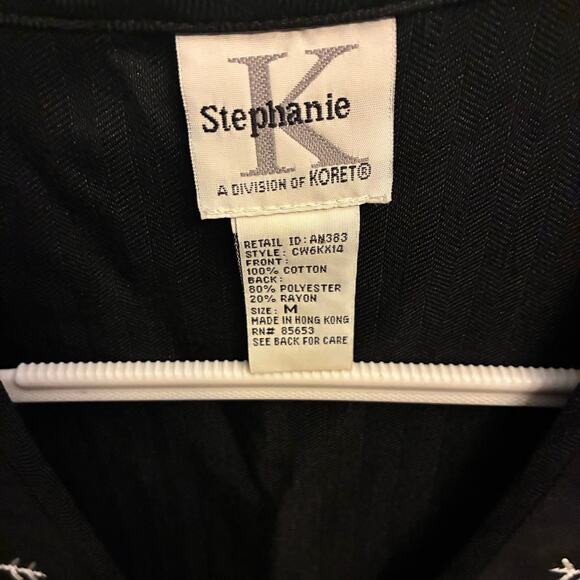 K
Stephanie
A DIVISION OF KORET®
RETAIL ID: AN383
STYLE: CW6KX14
FRONT:
100% COTTON
BACK:
80% POLYESTER
20% RAYON
SIZE: M
MADE IN HONG KONG
RN# 85653
SEE BACK FOR CARE